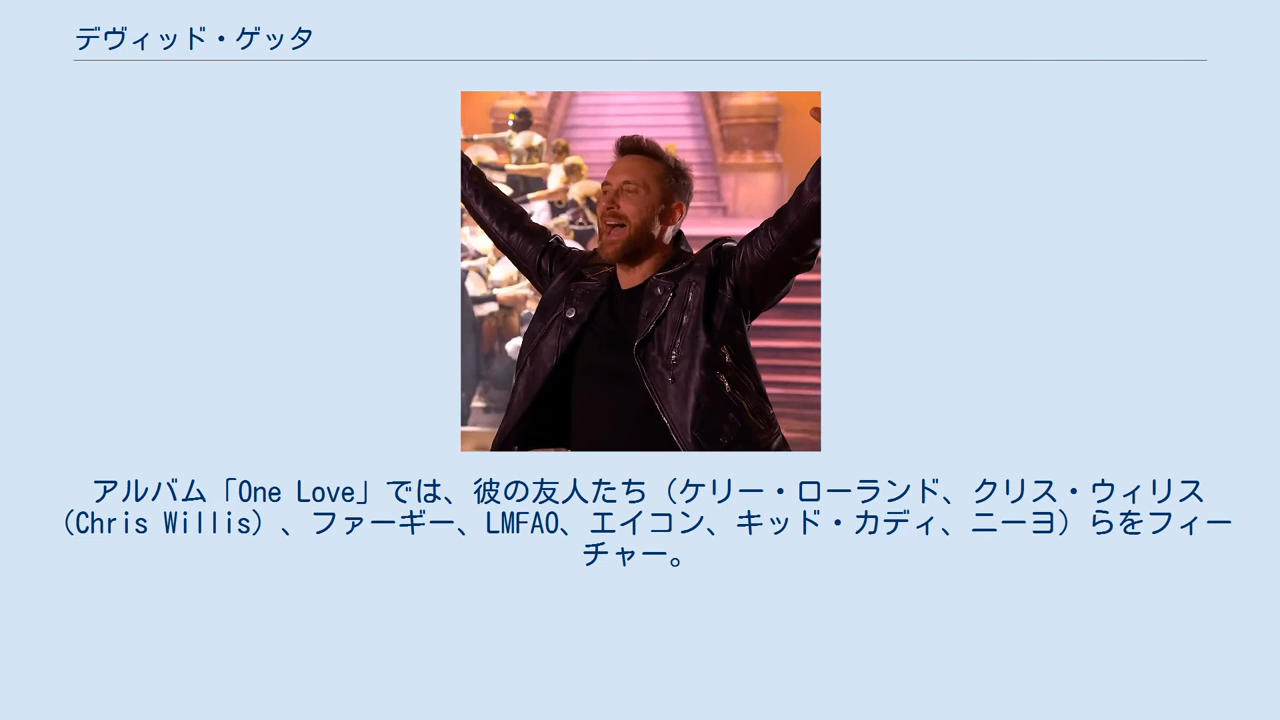 デヴィッド・ゲッタ
アルバム「One Love」では、彼の友人たち（ケリー・ローランド、クリス・ウィリス
（Chris Willis）、ファーギー、LMFAO、エイコン、キッド・カディ、ニーヨ）らをフィー
チャー。